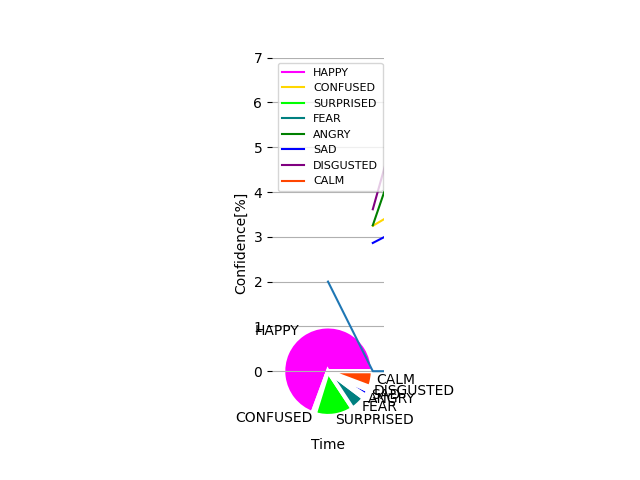 7
6
5
4
3
2
1
0
Confidence[%]
HAPPY
CONFUSED
SURPRISED
FEAR
ANGRY
SAD
DISGUSTED
CALM
HAPPY
CALM
DISGUSTED
SAD
ANGRY
FEAR
CONFUSED
SURPRISED
Time